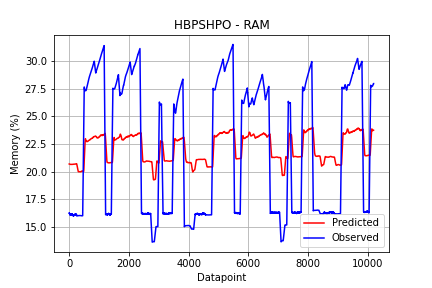 HBPSHPO - RAM
Memory (%)
30.0
27.5
25.0
22.5
20.0
17.5
15.0
0
2000
4000
6000
8000
10000
Datapoint
Predicted
Observed